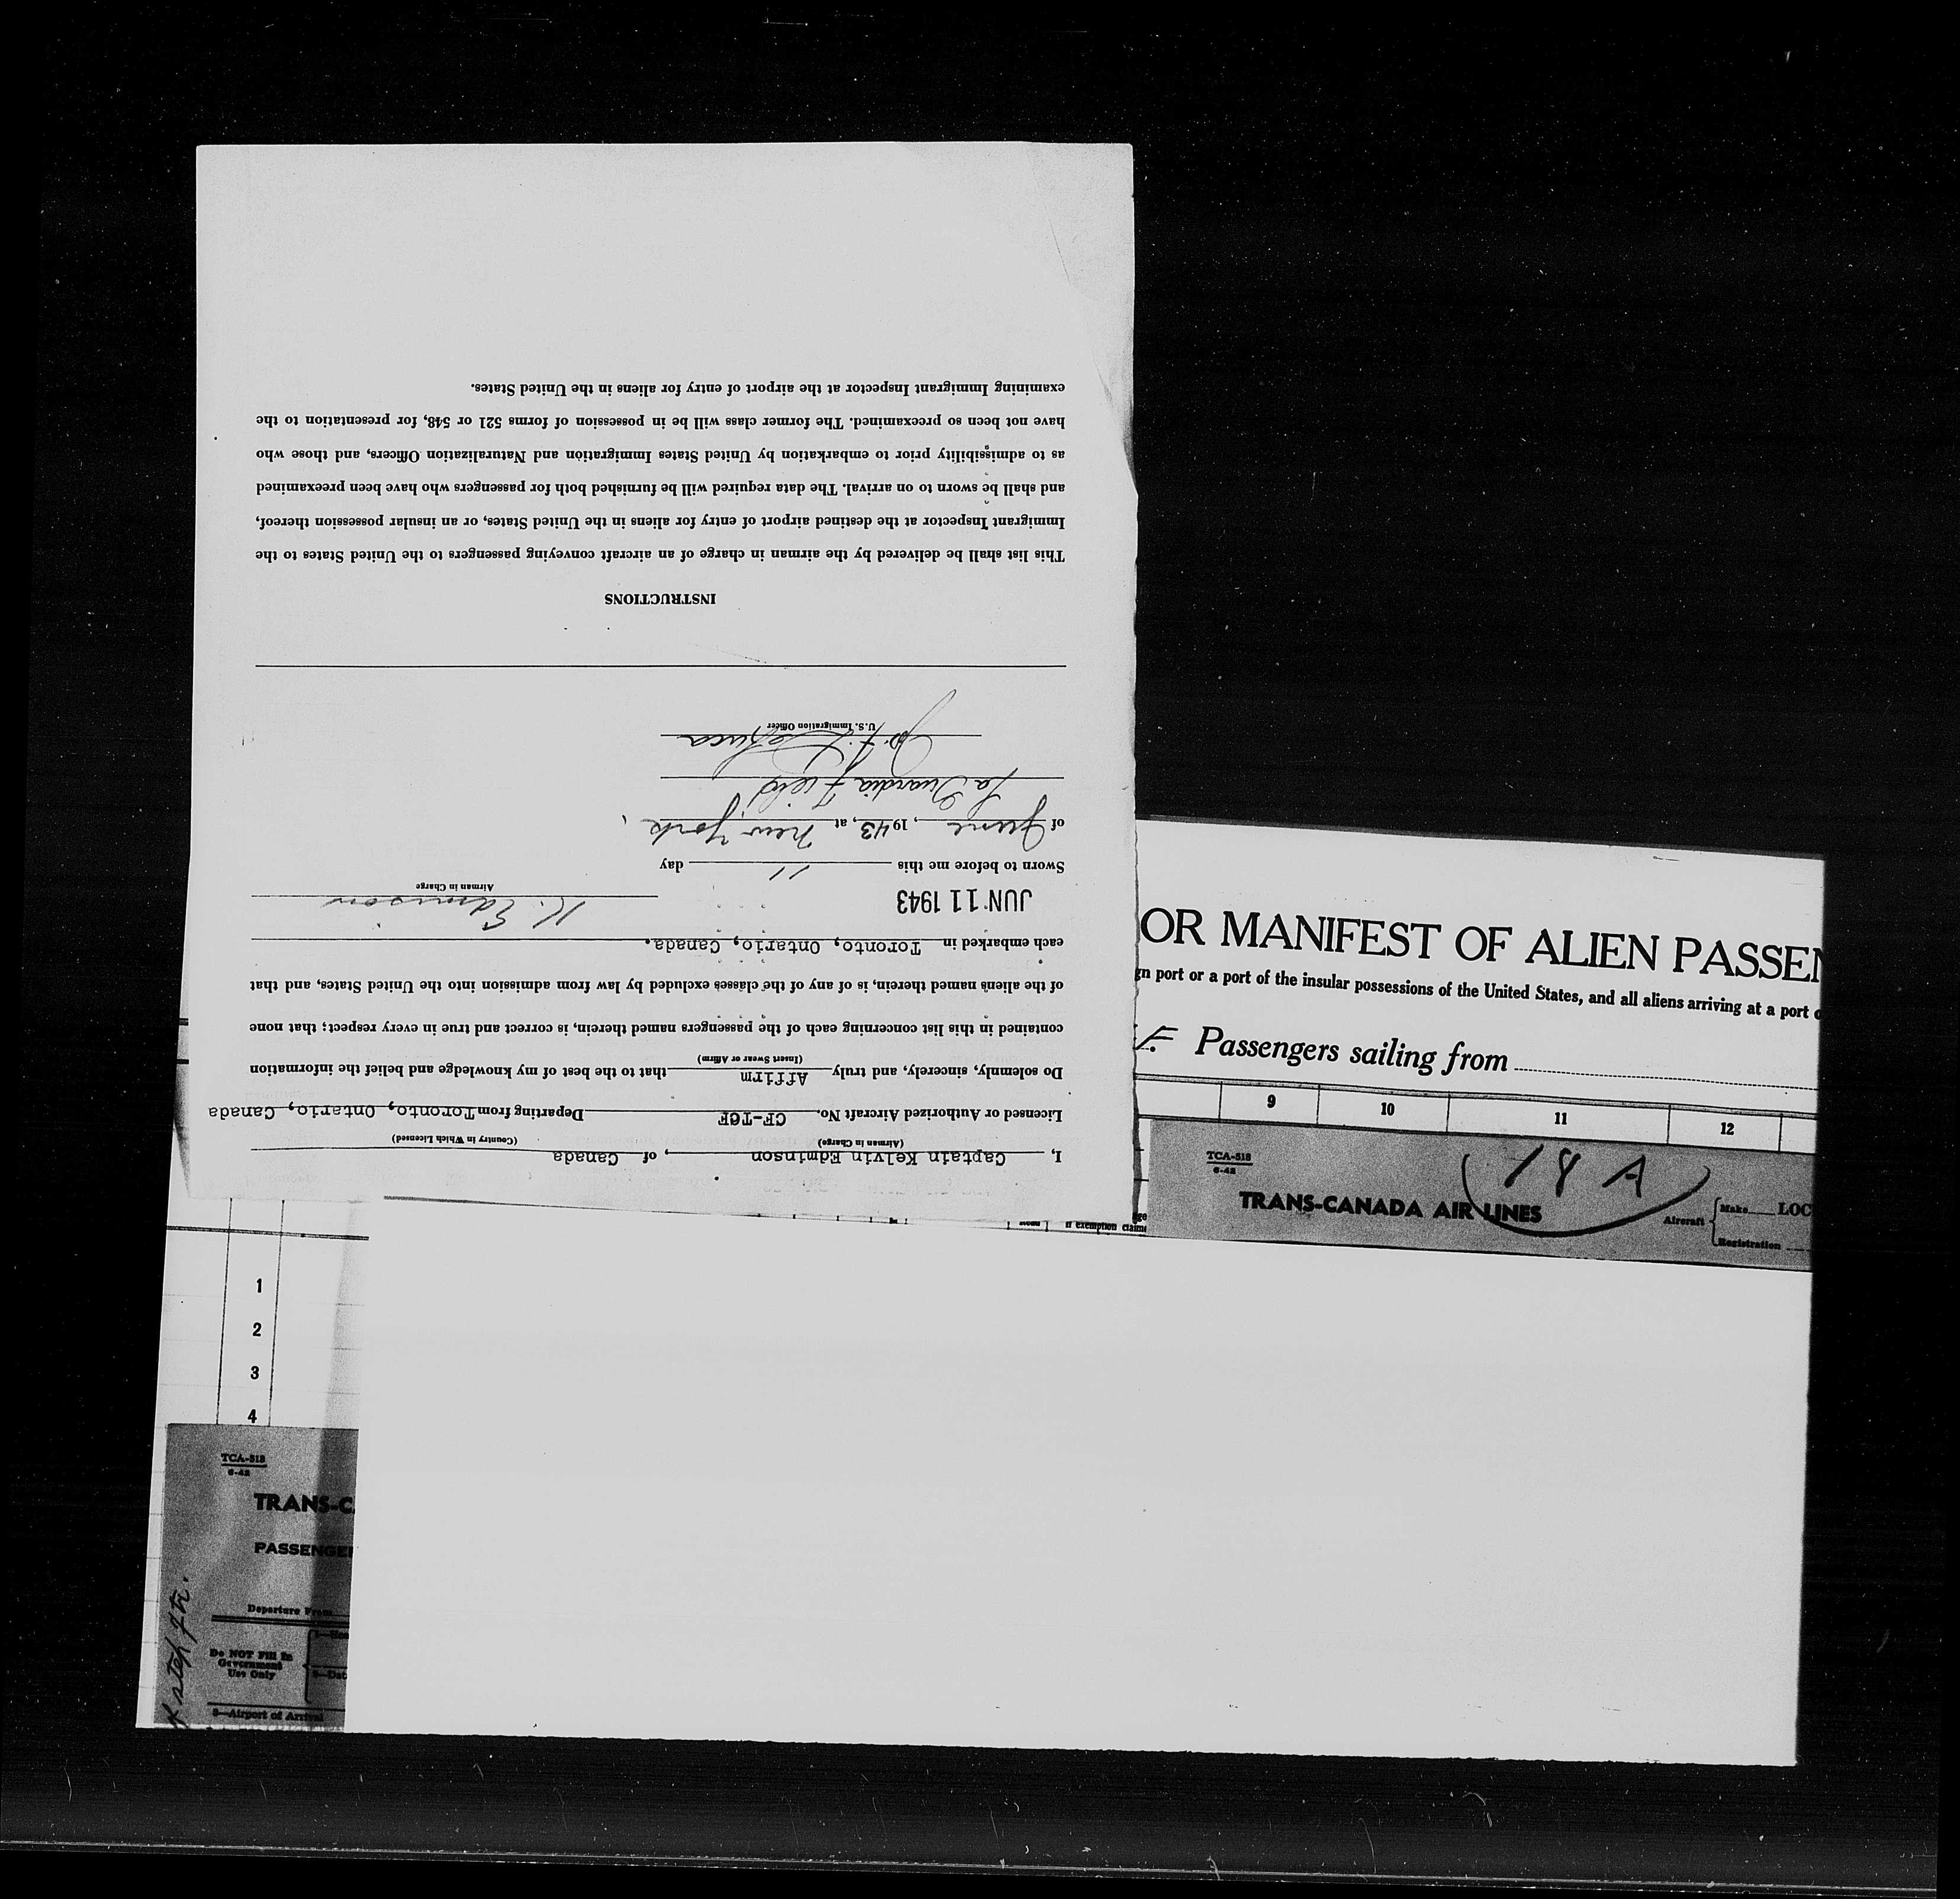 I, Captain Kelvin Edminson, of Canada
(Airman in Charge) (Country in Which Licensed)
Licensed or Authorized Aircraft No. CF-TCF Departing from Toronto, Ontario, Canada
Do solemnly, sincerely, and truly Affirm that to the best of my knowledge and belief the information
(Insert Swear or Affirm)
contained in this list concerning each of the passengers named therein, is correct and true in every respect; that none
of the aliens named therein, is of any of the classes excluded by law from admission into the United States, and that
each embarked in Toronto, Ontario, Canada.
JUN 11 1943
K. Edmison
Airman in Charge
Sworn to before me this 11 day
of June, 1943, at New York
La Guardia Field
U.S. Immigration Officer
INSTRUCTIONS
This list shall be delivered by the airman in charge of an aircraft conveying passengers to the United States to the
Immigrant Inspector at the destined airport of entry for aliens in the United States, or an insular possession thereof,
and shall be sworn to on arrival. The data required will be furnished both for passengers who have been preexamined
as to admissibility prior to embarkation by United States Immigration and Naturalization Officers, and those who
have not been so preexamined. The former class will be in possession of forms 521 or 548, for presentation to the
examining Immigrant Inspector at the airport of entry for aliens in the United States.
OR MANIFEST OF ALIEN PASSEN
gn port or a port of the insular possessions of the United States, and all aliens arriving at a port
Passengers sailing from
9 10 11 12
TCA-518
6-42
(18 A)
TRANS-CANADA AIR LINES
Aircraft
Make LOC
Registration
if exemption claim
1
2
3
4
TCA-518
6-42
TRANS-C
PASSENGE
Departure From
Do NOT Fill In
Government
Use Only
3—Airport of Arrival